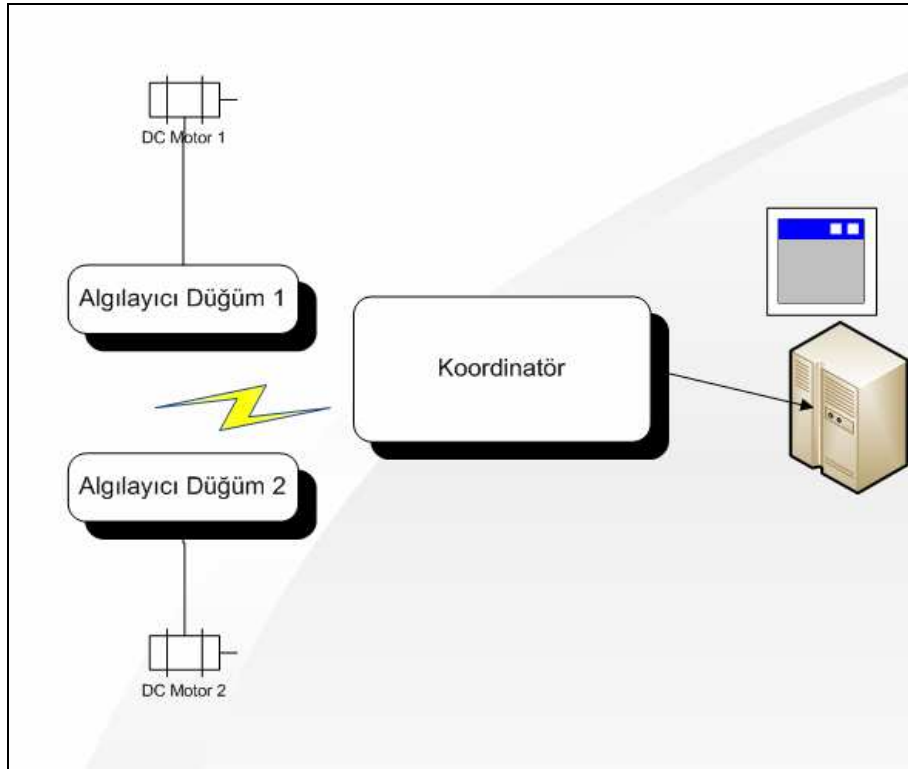 DC Motor 1
Algılayıcı Düğüm 1
Koordinatör
Algılayıcı Düğüm 2
DC Motor 2